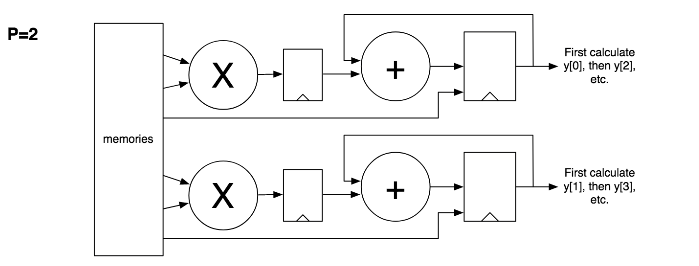 P=2
X
+
First calculate
y[0], then y[2],
etc.
memories
X
+
First calculate
y[1], then y[3],
etc.